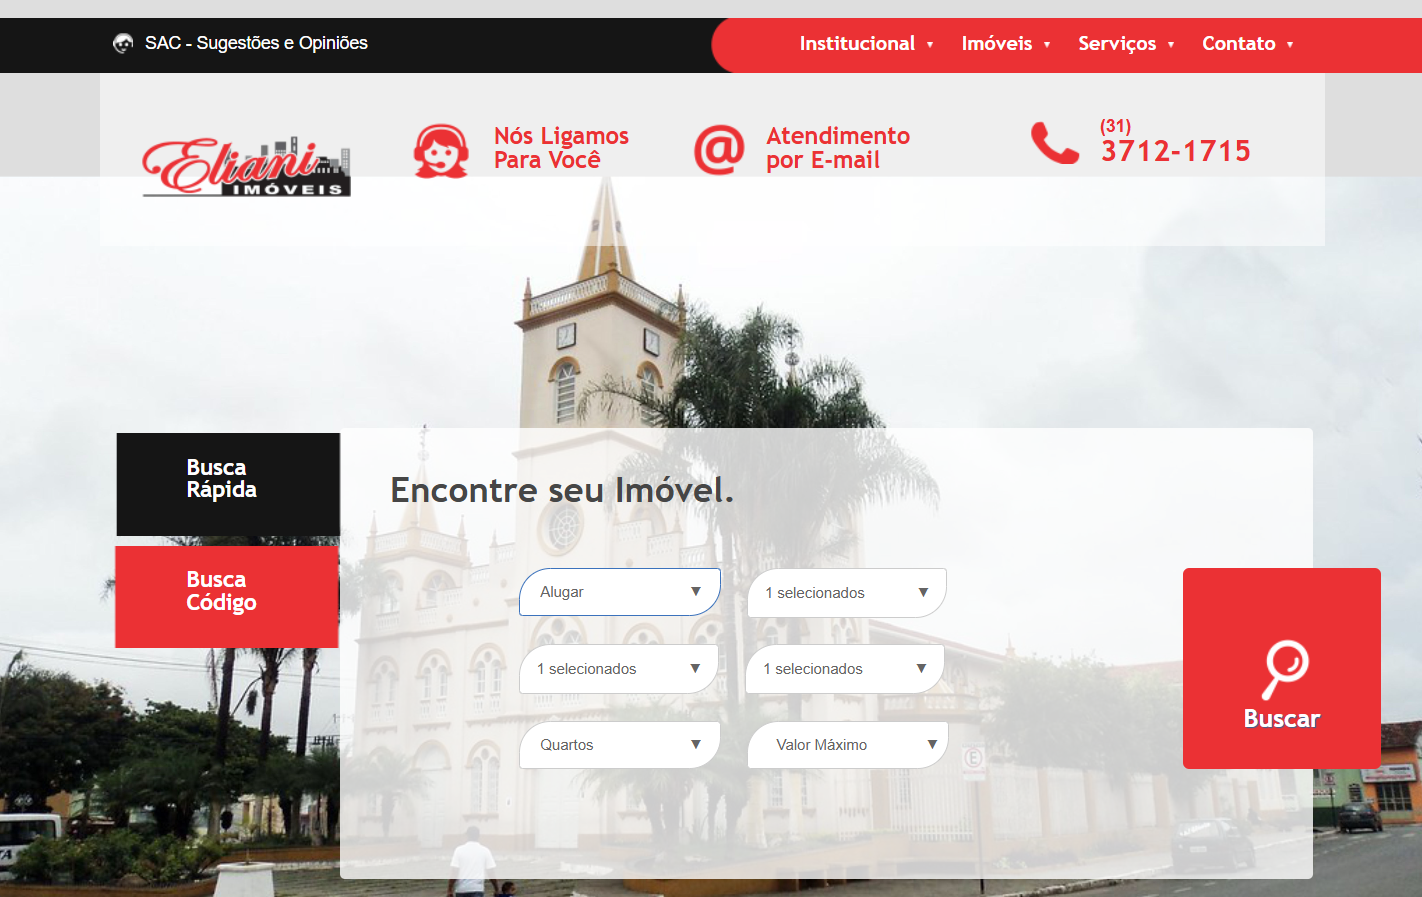 SAC - Sugestões e Opiniões
Institucional ▼ Imóveis ▼ Serviços ▼ Contato ▼
Eliani
IMÓVEIS
Nós Ligamos
Para Você
Atendimento
por E-mail
(31)
3712-1715
Busca
Rápida
Encontre seu Imóvel.
Busca
Código
Alugar ▼
1 selecionados ▼
1 selecionados ▼
1 selecionados ▼
Quartos ▼
Valor Máximo ▼
Buscar